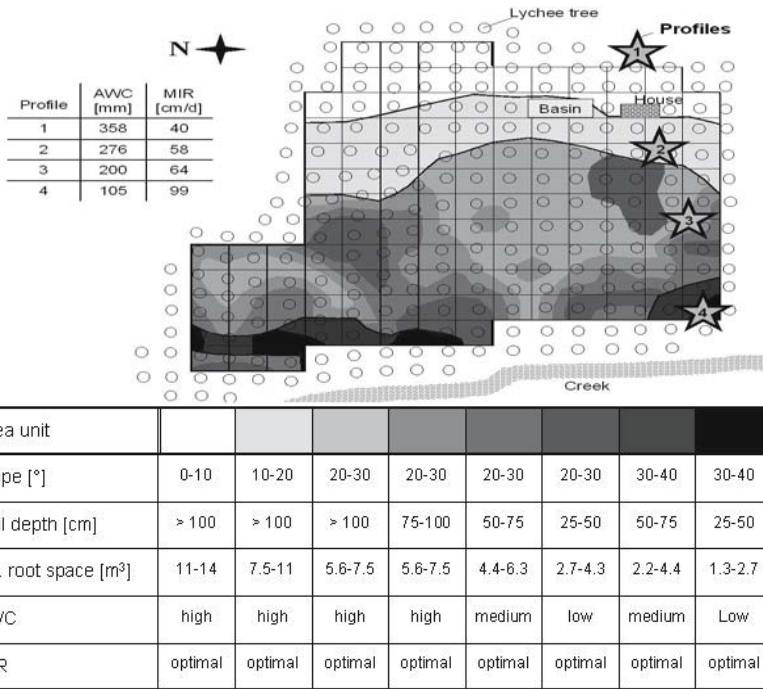 Lychee tree
N
Profiles
1
Profile AWC [mm] MIR [cm/d]
1 358 40
2 276 58
3 200 64
4 105 99
Basin
House
2
3
4
Creek
ea unit
pe [°] 0-10 10-20 20-30 20-30 20-30 20-30 30-40 30-40
l depth [cm] > 100 > 100 > 100 75-100 50-75 25-50 50-75 25-50
. root space [m³] 11-14 7.5-11 5.6-7.5 5.6-7.5 4.4-6.3 2.7-4.3 2.2-4.4 1.3-2.7
/C high high high high medium low medium Low
R optimal optimal optimal optimal optimal optimal optimal optimal